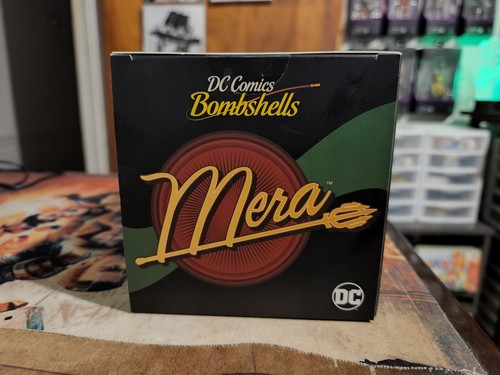 DC Comics
Bombshells
Mera™
DC